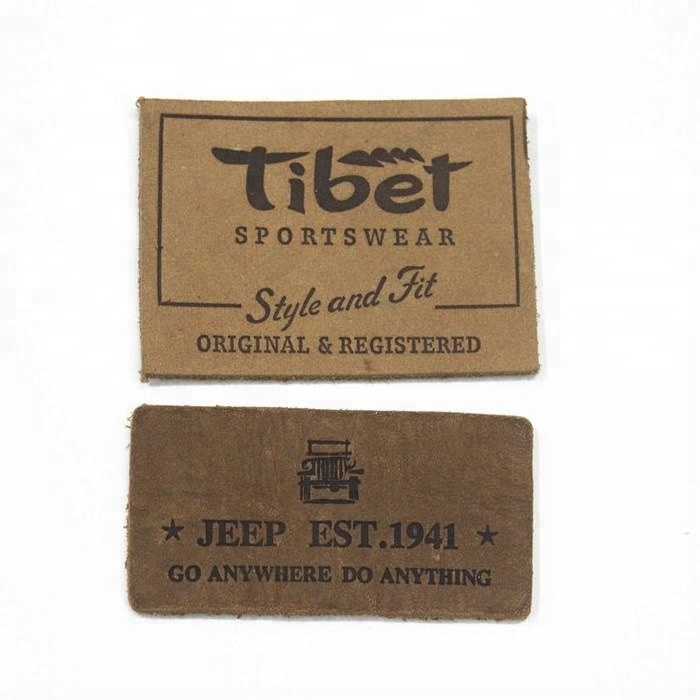 Tibet
SPORTSWEAR
Style and Fit
ORIGINAL & REGISTERED
★ JEEP EST.1941 ★
GO ANYWHERE DO ANYTHING